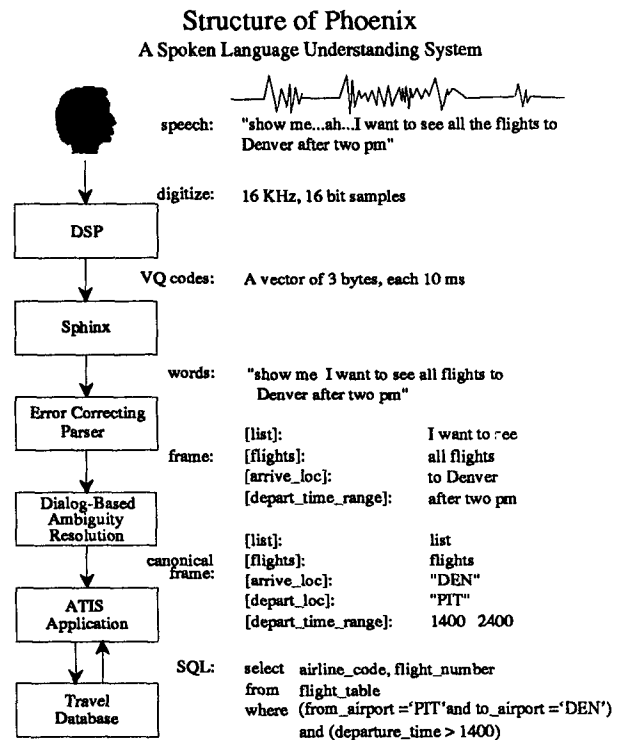 Structure of Phoenix
A Spoken Language Understanding System
speech: "show me...ah...I want to see all the flights to
Denver after two pm"
digitize: 16 KHz, 16 bit samples
DSP
VQ codes: A vector of 3 bytes, each 10 ms
Sphinx
words: "show me I want to see all flights to
Denver after two pm"
Error Correcting
Parser
frame:
[list]: I want to see
[flights]: all flights
[arrive_loc]: to Denver
[depart_time_range]: after two pm
Dialog-Based
Ambiguity
Resolution
canonical
frame:
[list]: list
[flights]: flights
[arrive_loc]: "DEN"
[depart_loc]: "PIT"
[depart_time_range]: 1400 2400
ATIS
Application
SQL: select airline_code, flight_number
from flight_table
where (from_airport ='PIT'and to_airport ='DEN')
and (departure_time > 1400)
Travel
Database